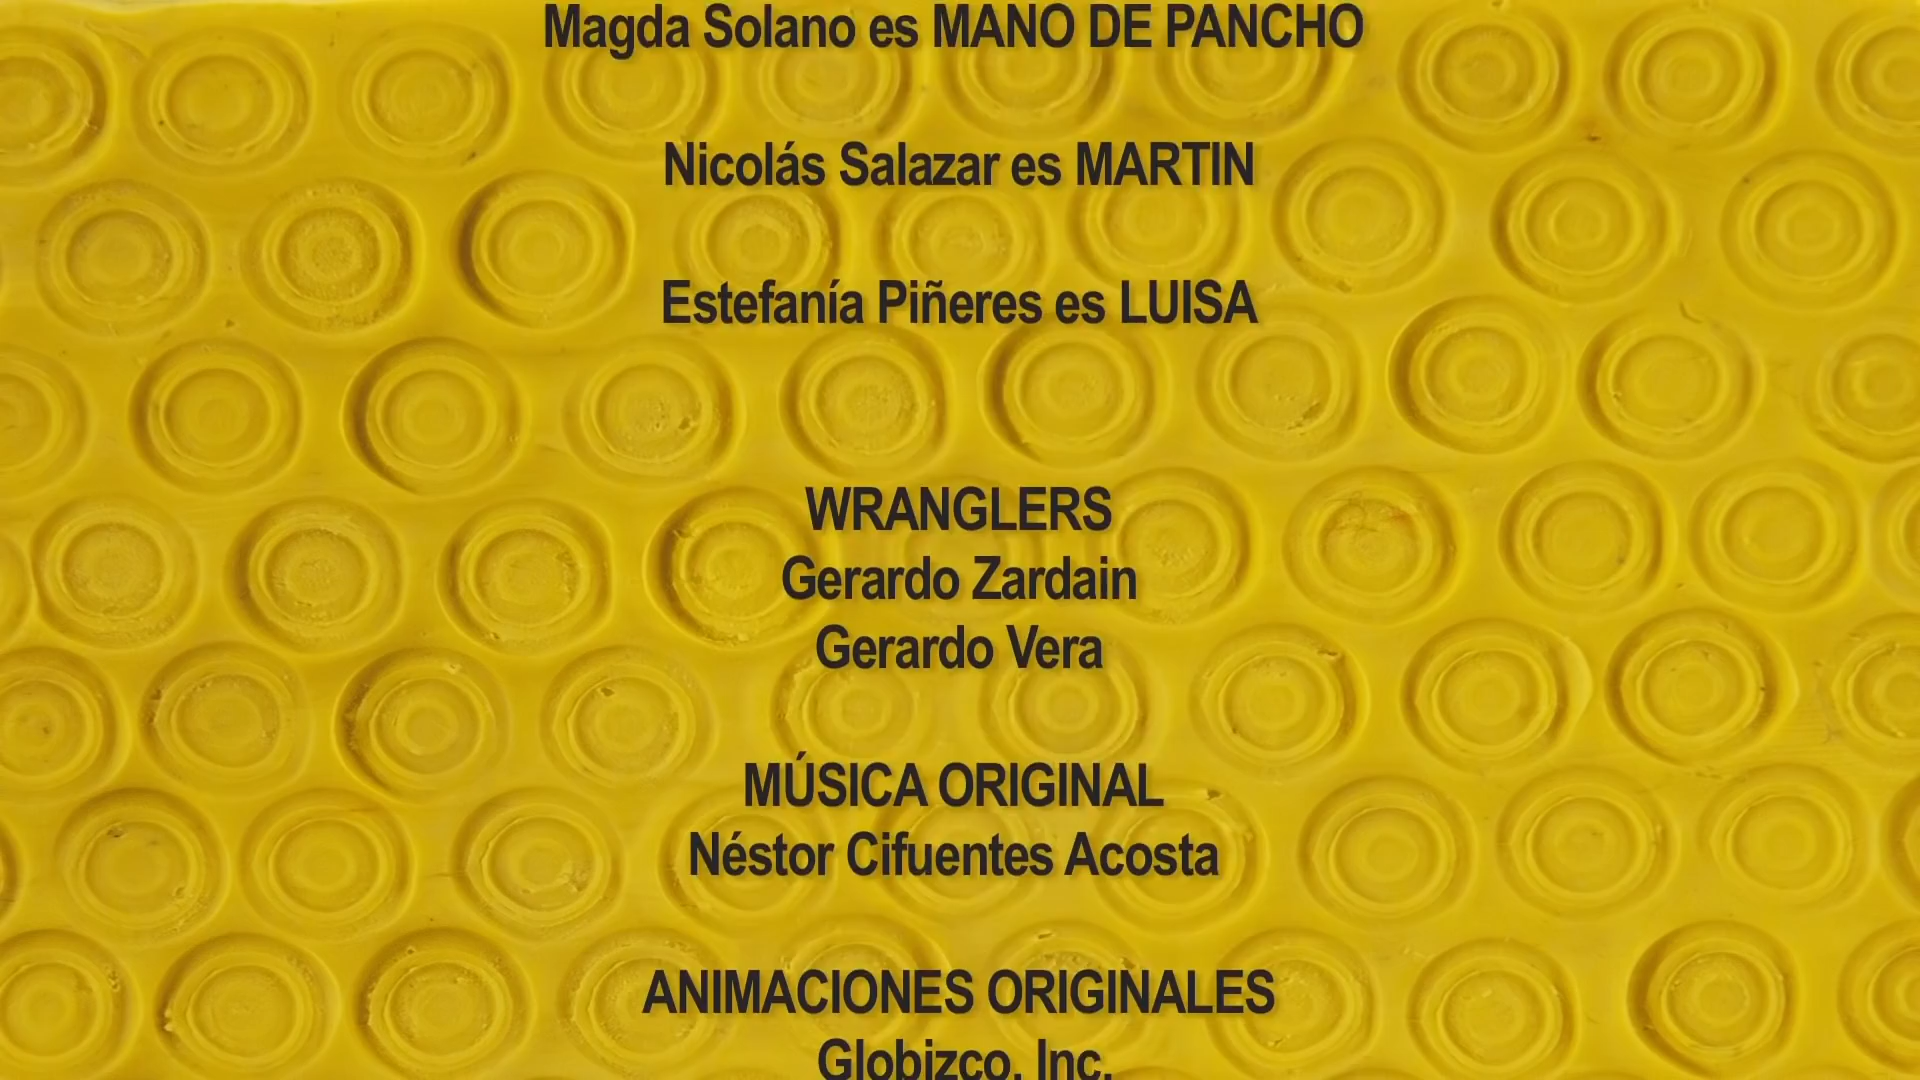 Magda Solano es MANO DE PANCHO
Nicolás Salazar es MARTIN
Estefanía Piñeres es LUISA
WRANGLERS
Gerardo Zardain
Gerardo Vera
MÚSICA ORIGINAL
Néstor Cifuentes Acosta
ANIMACIONES ORIGINALES
Globizco, Inc.